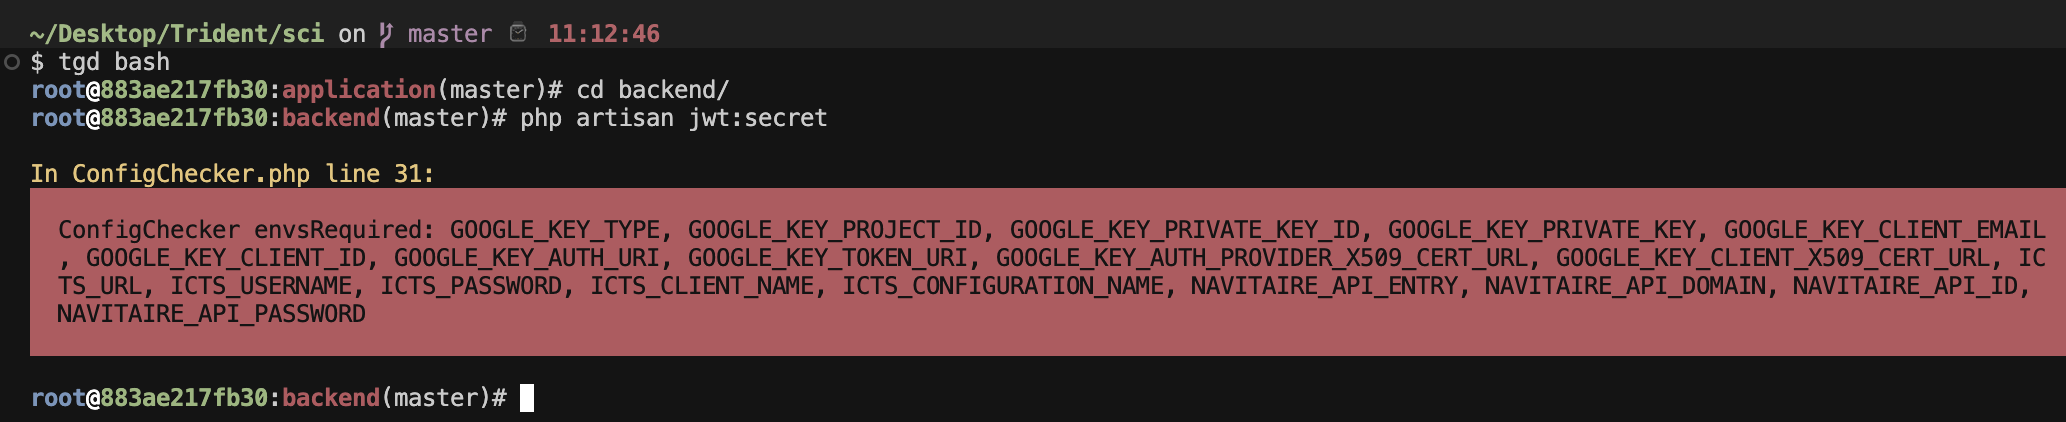 ~/Desktop/Trident/sci on master 11:12:46
$ tgd bash
root@883ae217fb30:application(master)# cd backend/
root@883ae217fb30:backend(master)# php artisan jwt:secret
In ConfigChecker.php line 31:
ConfigChecker envsRequired: GOOGLE_KEY_TYPE, GOOGLE_KEY_PROJECT_ID, GOOGLE_KEY_PRIVATE_KEY_ID, GOOGLE_KEY_PRIVATE_KEY, GOOGLE_KEY_CLIENT_EMAIL
, GOOGLE_KEY_CLIENT_ID, GOOGLE_KEY_AUTH_URI, GOOGLE_KEY_TOKEN_URI, GOOGLE_KEY_AUTH_PROVIDER_X509_CERT_URL, GOOGLE_KEY_CLIENT_X509_CERT_URL, IC
TS_URL, ICTS_USERNAME, ICTS_PASSWORD, ICTS_CLIENT_NAME, ICTS_CONFIGURATION_NAME, NAVITAIRE_API_ENTRY, NAVITAIRE_API_DOMAIN, NAVITAIRE_API_ID,
NAVITAIRE_API_PASSWORD
root@883ae217fb30:backend(master)#